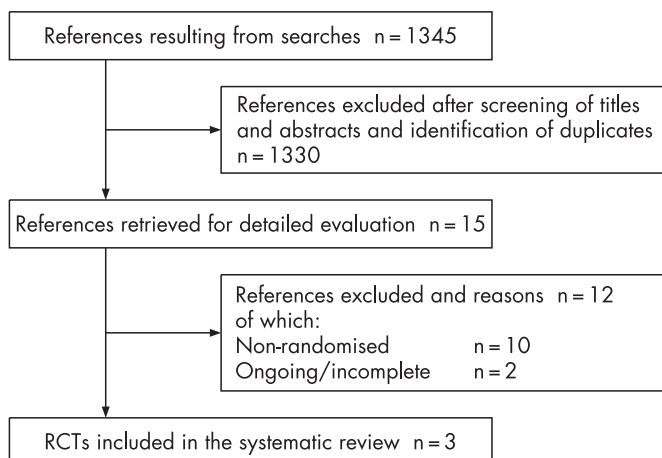 References resulting from searches n = 1345
References excluded after screening of titles
and abstracts and identification of duplicates
n = 1330
References retrieved for detailed evaluation n = 15
References excluded and reasons n = 12
of which:
Non-randomised n = 10
Ongoing/incomplete n = 2
RCTs included in the systematic review n = 3